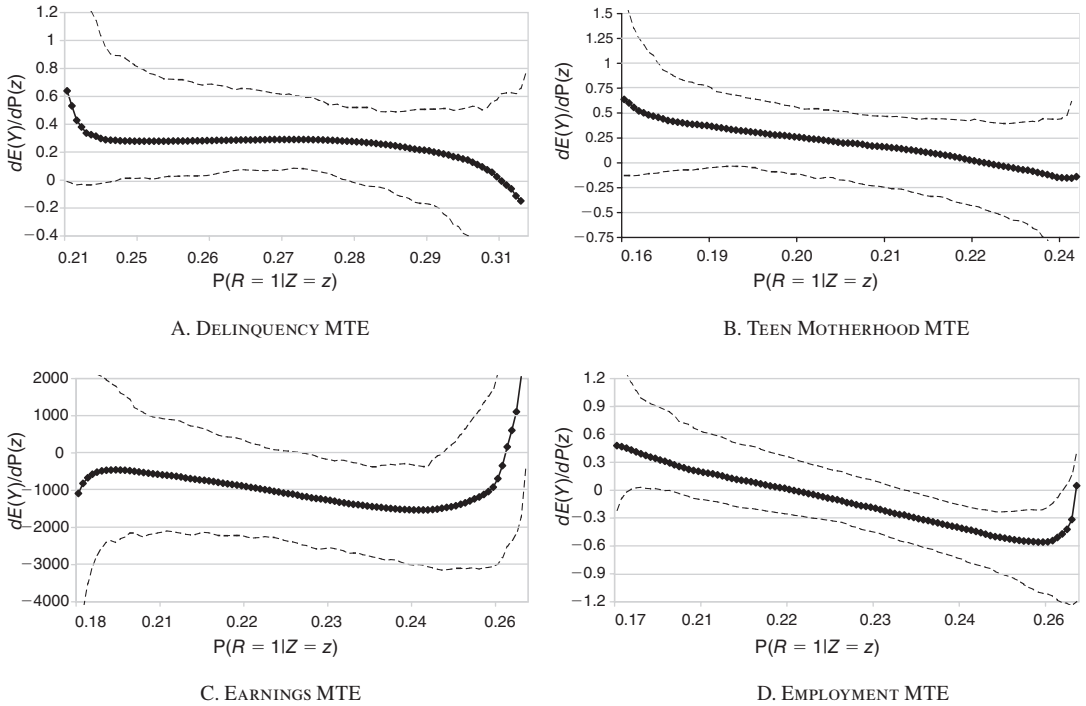 1.2
1
0.8
0.6
0.4
0.2
0
−0.2
−0.4
dE(Y)/dP(z)
0.21 0.25 0.26 0.27 0.28 0.29 0.31
P(R = 1|Z = z)
A. DELINQUENCY MTE
1.5
1.25
1
0.75
0.5
0.25
0
−0.25
−0.5
−0.75
dE(Y)/dP(z)
0.16 0.19 0.20 0.21 0.22 0.24
P(R = 1|Z = z)
B. TEEN MOTHERHOOD MTE
2000
1000
0
1000
−2000
−3000
−4000
dE(Y)/dP(z)
0.18 0.21 0.22 0.23 0.24 0.26
P(R = 1|Z = z)
C. EARNINGS MTE
1.2
0.9
0.6
0.3
0
−0.3
−0.6
−0.9
−1.2
dE(Y)/dP(z)
0.17 0.21 0.22 0.23 0.24 0.26
P(R = 1|Z = z)
D. EMPLOYMENT MTE